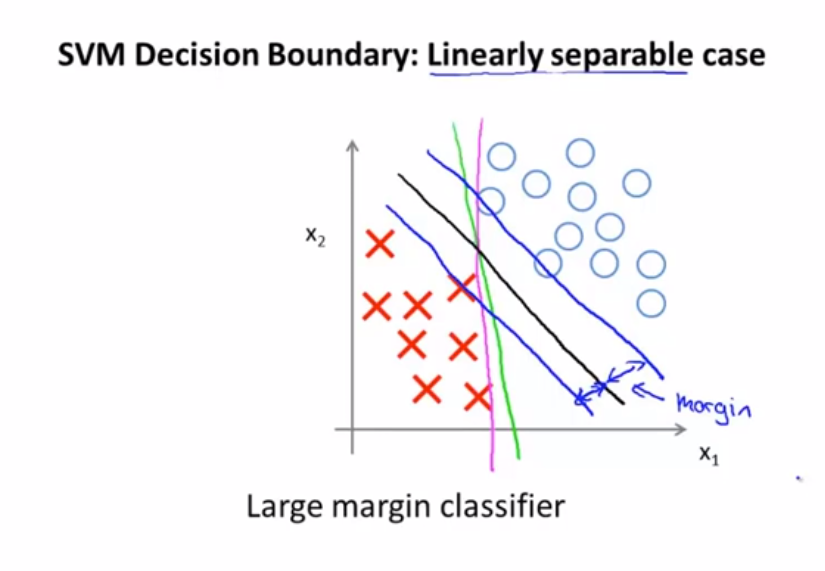 SVM Decision Boundary: Linearly separable case
x₂
margin
x₁
Large margin classifier